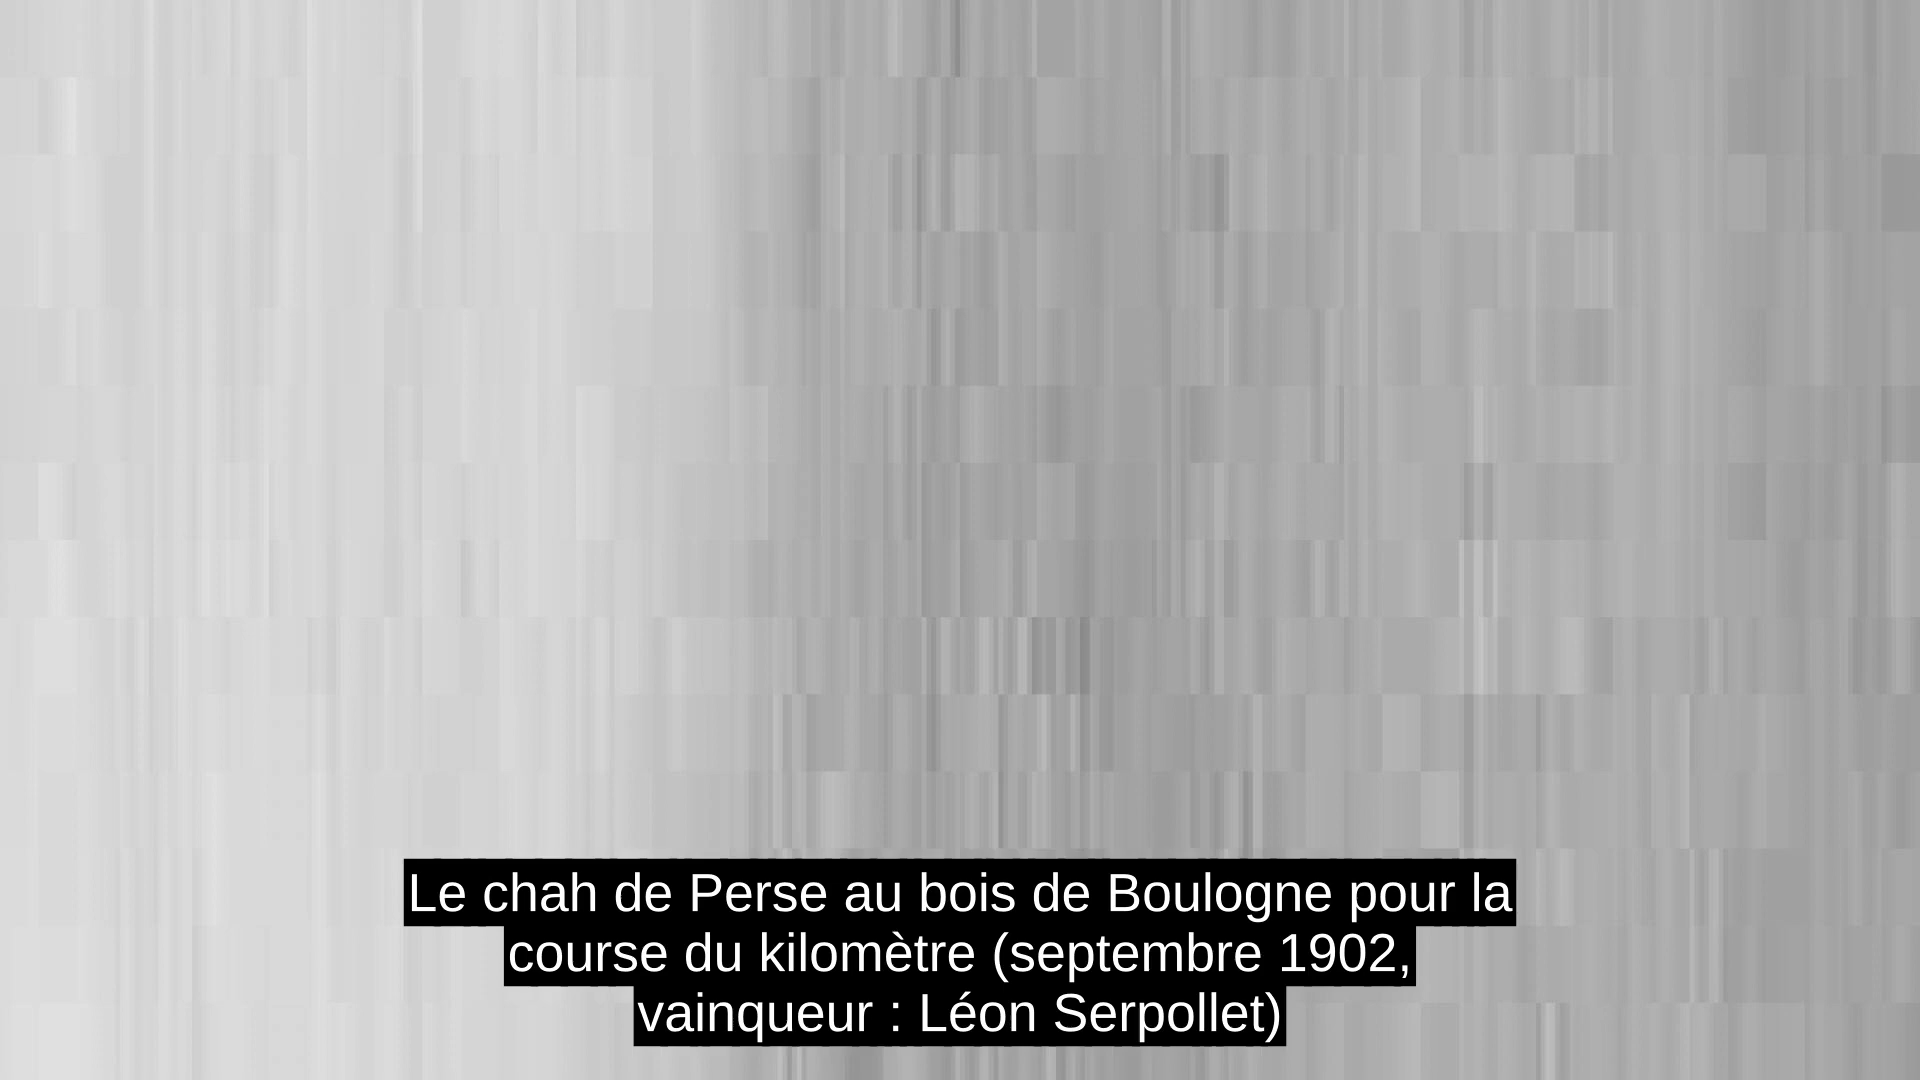 Le chah de Perse au bois de Boulogne pour la
course du kilomètre (septembre 1902,
vainqueur : Léon Serpollet)